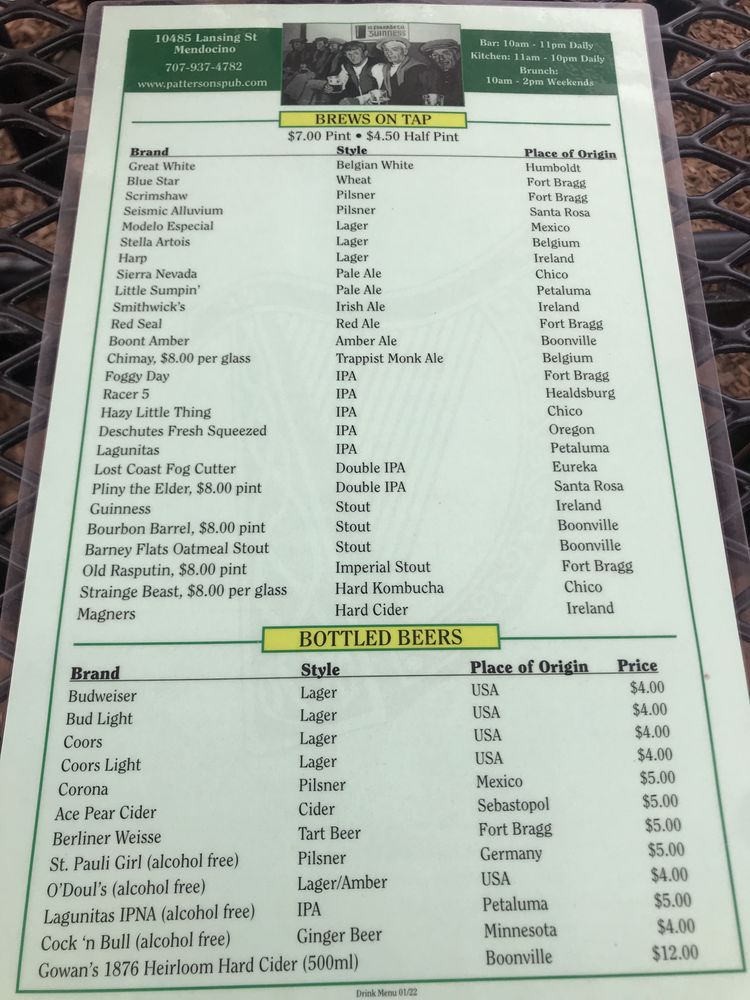 10485 Lansing St
Mendocino
707-937-4782
www.pattersonspub.com
GUINNESS
Bar: 10am - 11pm Daily
Kitchen: 11am - 10pm Daily
Brunch:
10am - 2pm Weekends
BREWS ON TAP
$7.00 Pint • $4.50 Half Pint
Brand Style Place of Origin
Great White Belgian White Humboldt
Blue Star Wheat Fort Bragg
Scrimshaw Pilsner Fort Bragg
Seismic Alluvium Pilsner Santa Rosa
Modelo Especial Lager Mexico
Stella Artois Lager Belgium
Harp Lager Ireland
Sierra Nevada Pale Ale Chico
Little Sumpin' Pale Ale Petaluma
Smithwick's Irish Ale Ireland
Red Seal Red Ale Fort Bragg
Boont Amber Amber Ale Boonville
Chimay, $8.00 per glass Trappist Monk Ale Belgium
Foggy Day IPA Fort Bragg
Racer 5 IPA Healdsburg
Hazy Little Thing IPA Chico
Deschutes Fresh Squeezed IPA Oregon
Lagunitas IPA Petaluma
Lost Coast Fog Cutter Double IPA Eureka
Pliny the Elder, $8.00 pint Double IPA Santa Rosa
Guinness Stout Ireland
Bourbon Barrel, $8.00 pint Stout Boonville
Barney Flats Oatmeal Stout Stout Boonville
Old Rasputin, $8.00 pint Imperial Stout Fort Bragg
Strainge Beast, $8.00 per glass Hard Kombucha Chico
Magners Hard Cider Ireland
BOTTLED BEERS
Brand Style Place of Origin Price
Budweiser Lager USA $4.00
Bud Light Lager USA $4.00
Coors Lager USA $4.00
Coors Light Lager USA $4.00
Corona Pilsner Mexico $5.00
Ace Pear Cider Cider Sebastopol $5.00
Berliner Weisse Tart Beer Fort Bragg $5.00
St. Pauli Girl (alcohol free) Pilsner Germany $5.00
O'Doul's (alcohol free) Lager/Amber USA $4.00
Lagunitas IPNA (alcohol free) IPA Petaluma $5.00
Cock 'n Bull (alcohol free) Ginger Beer Minnesota $4.00
Gowan's 1876 Heirloom Hard Cider (500ml) Boonville $12.00
Drink Menu 01/22